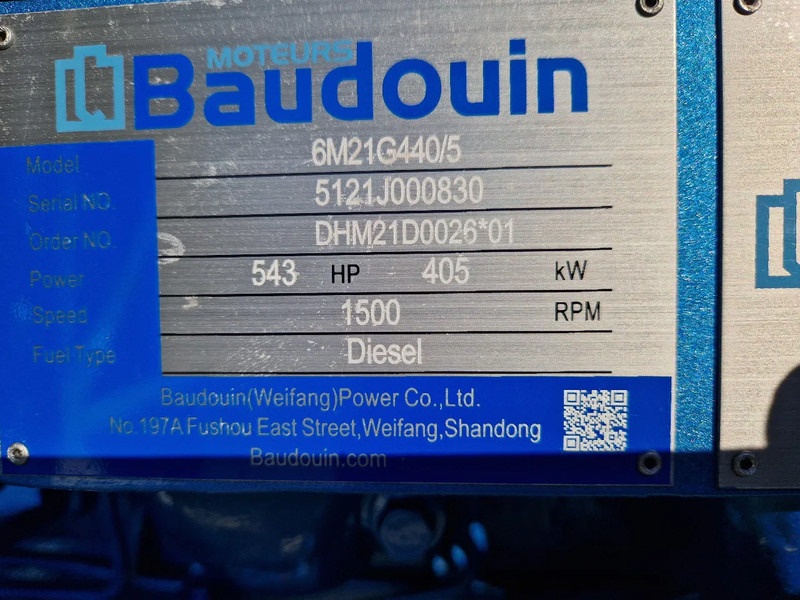 MOTEURS
Baudouin
Model 6M21G440/5
Serial NO. 5121J000830
Order NO. DHM21D0026*01
Power 543 HP 405 kW
Speed 1500 RPM
Fuel Type Diesel
Baudouin(Weifang)Power Co.,Ltd.
No.197A Fushou East Street,Weifang,Shandong
Baudouin.com